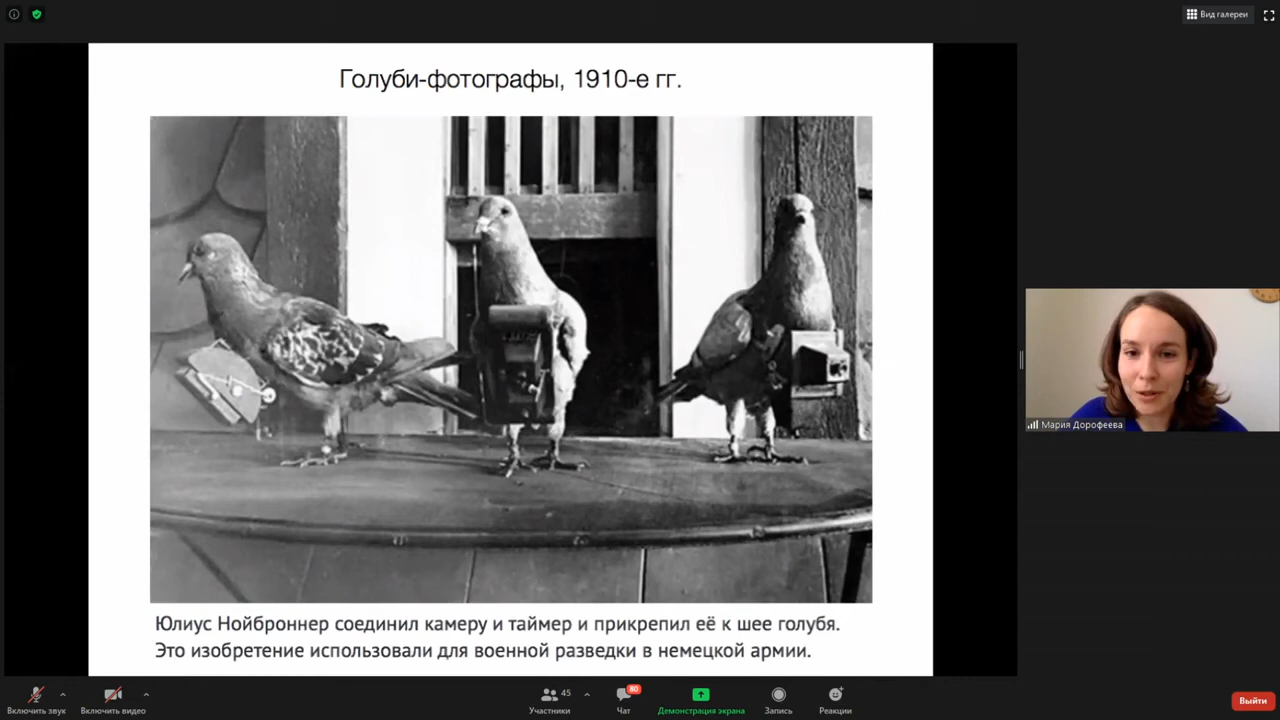 Вид галереи
Голуби-фотографы, 1910-е гг.
Мария Дорофеева
Юлиус Нойброннер соединил камеру и таймер и прикрепил её к шее голубя.
Это изобретение использовали для военной разведки в немецкой армии.
45
80
Включить звук
Включить видео
Участники
Чат
Демонстрация экрана
Запись
Реакции
Выйти